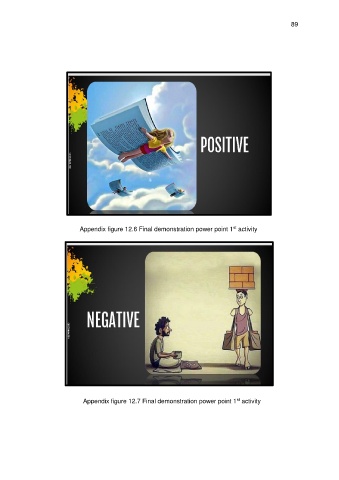 89
POSITIVE
Appendix figure 12.6 Final demonstration power point 1st activity
NEGATIVE
Appendix figure 12.7 Final demonstration power point 1st activity